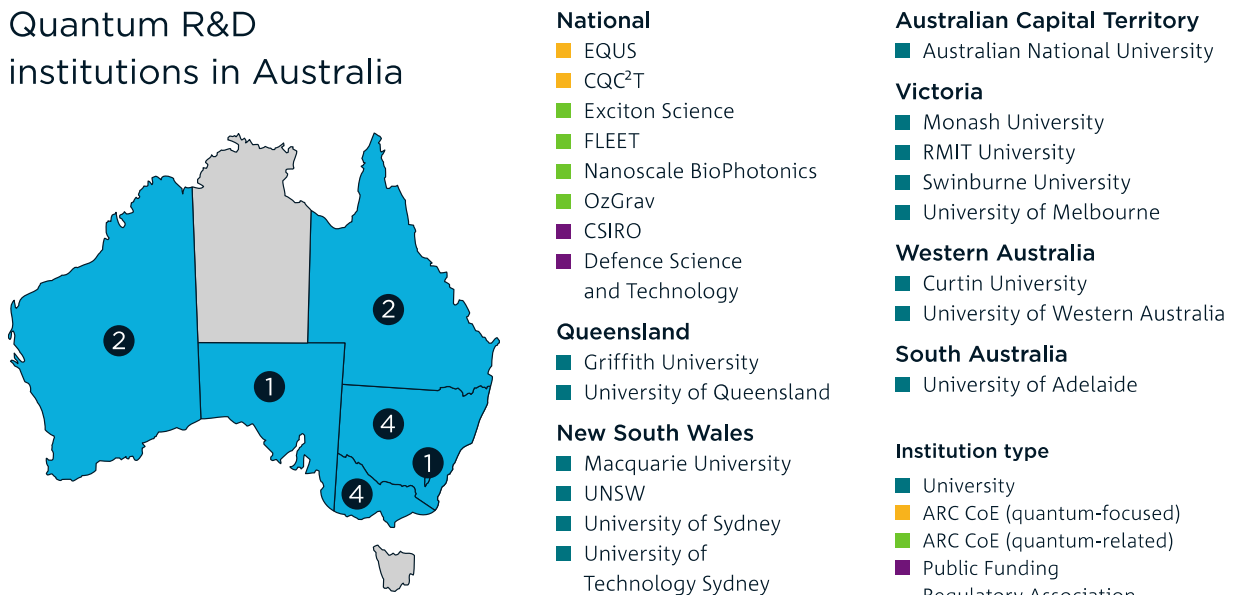 Quantum R&D
institutions in Australia
2
2
1
4
1
4
National
EQUS
CQC²T
Exciton Science
FLEET
Nanoscale BioPhotonics
OzGrav
CSIRO
Defence Science
and Technology
Queensland
Griffith University
University of Queensland
New South Wales
Macquarie University
UNSW
University of Sydney
University of
Technology Sydney
Australian Capital Territory
Australian National University
Victoria
Monash University
RMIT University
Swinburne University
University of Melbourne
Western Australia
Curtin University
University of Western Australia
South Australia
University of Adelaide
Institution type
University
ARC CoE (quantum-focused)
ARC CoE (quantum-related)
Public Funding
Regulatory Association